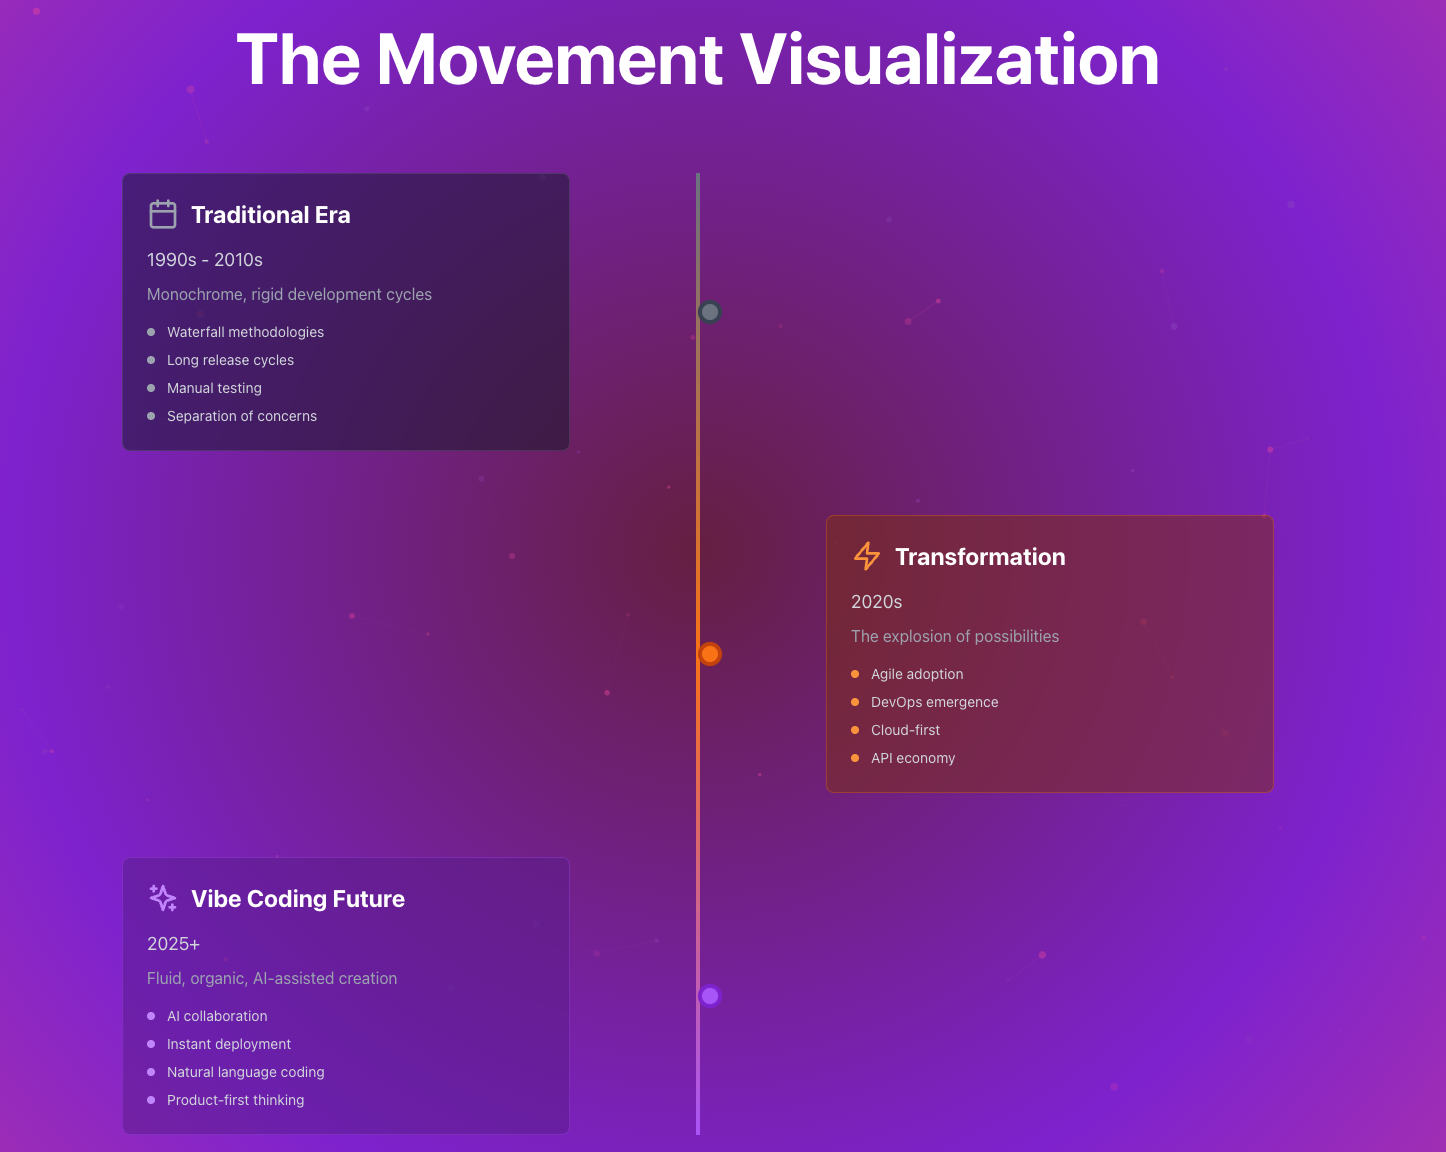 The Movement Visualization
Traditional Era
1990s - 2010s
Monochrome, rigid development cycles
Waterfall methodologies
Long release cycles
Manual testing
Separation of concerns
Transformation
2020s
The explosion of possibilities
Agile adoption
DevOps emergence
Cloud-first
API economy
Vibe Coding Future
2025+
Fluid, organic, AI-assisted creation
AI collaboration
Instant deployment
Natural language coding
Product-first thinking